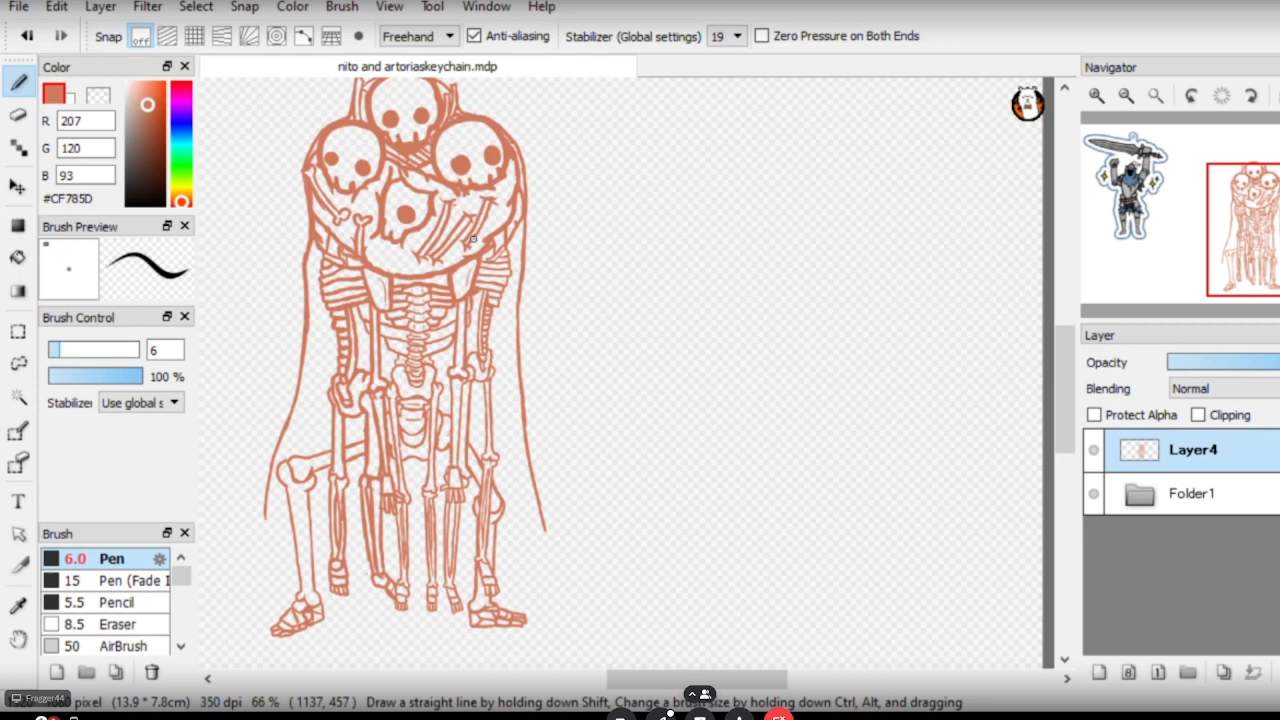 File Edit Layer Filter Select Snap Color Brush View Tool Window Help
Snap off Freehand Anti-aliasing Stabilizer (Global settings) 19 Zero Pressure on Both Ends
Color
nito and artoriaskeychain.mdp
Navigator
R 207
G 120
B 93
#CF785D
Brush Preview
Brush Control
6
100 %
Stabilizer Use global s
Brush
6.0 Pen
15 Pen (Fade I
5.5 Pencil
8.5 Eraser
50 AirBrush
Layer
Opacity
Blending Normal
Protect Alpha Clipping
Layer4
Folder1
Fragger44
pixel (13.9 * 7.8cm) 350 dpi 66 % ( 1137, 457 ) Draw a straight line by holding down Shift, Change a brush size by holding down Ctrl, Alt, and dragging